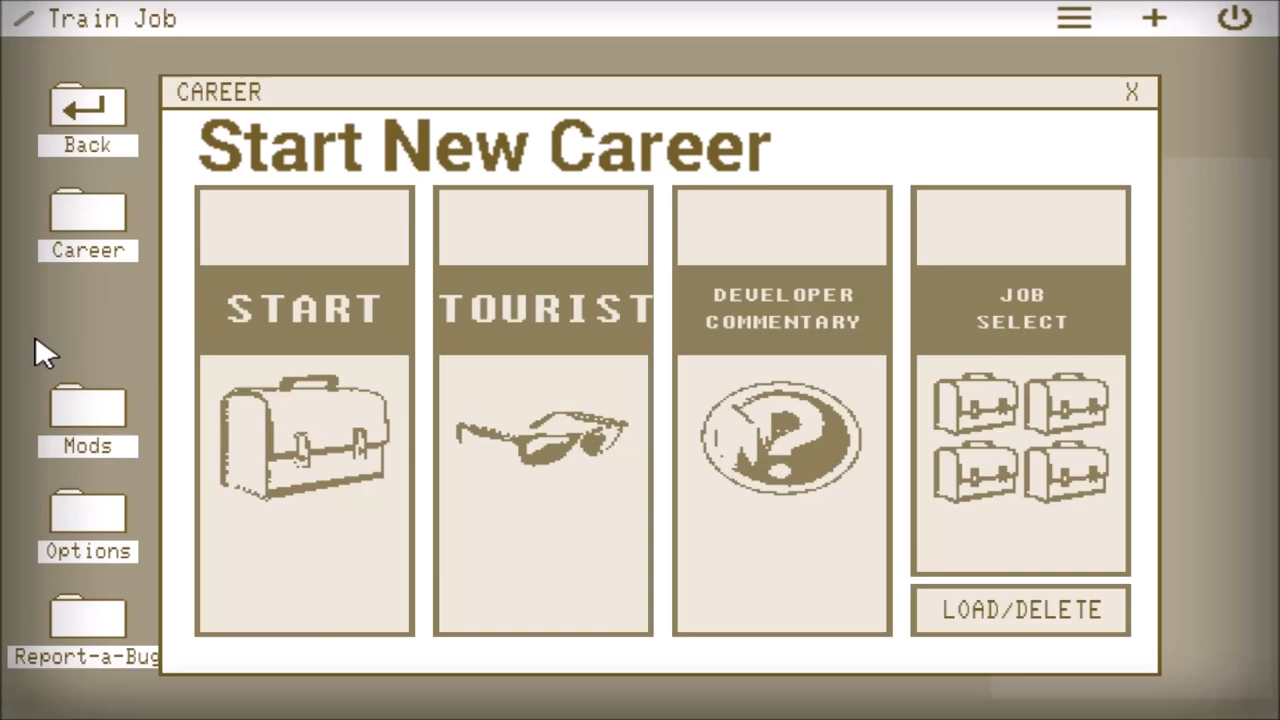 Train Job
Back
Career
Mods
Options
Report-a-Bug
CAREER
X
Start New Career
START
TOURIST
DEVELOPER
COMMENTARY
JOB
SELECT
LOAD/DELETE